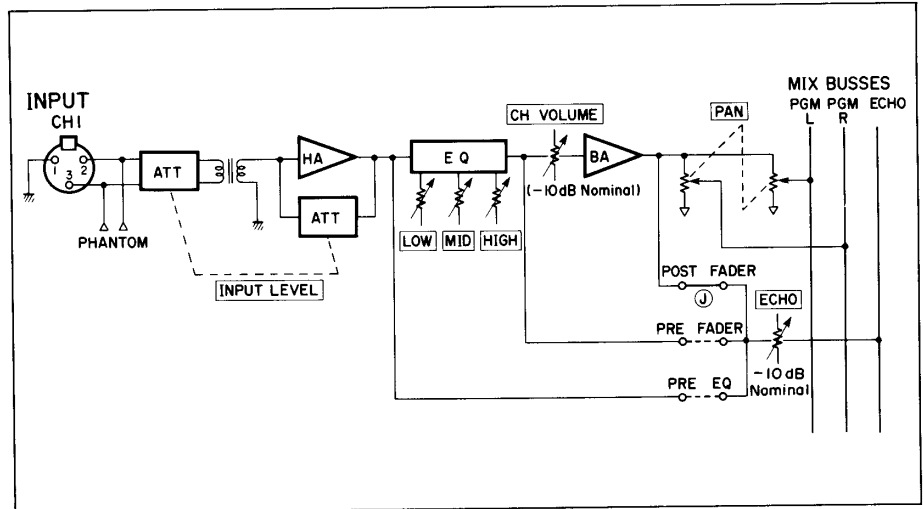 INPUT
CH1
1 2
3
PHANTOM
ATT
INPUT LEVEL
HA
ATT
EQ
LOW MID HIGH
CH VOLUME
(-10dB Nominal)
BA
PAN
MIX BUSSES
PGM PGM ECHO
L R
POST FADER
J
PRE FADER
PRE EQ
ECHO
-10dB
Nominal